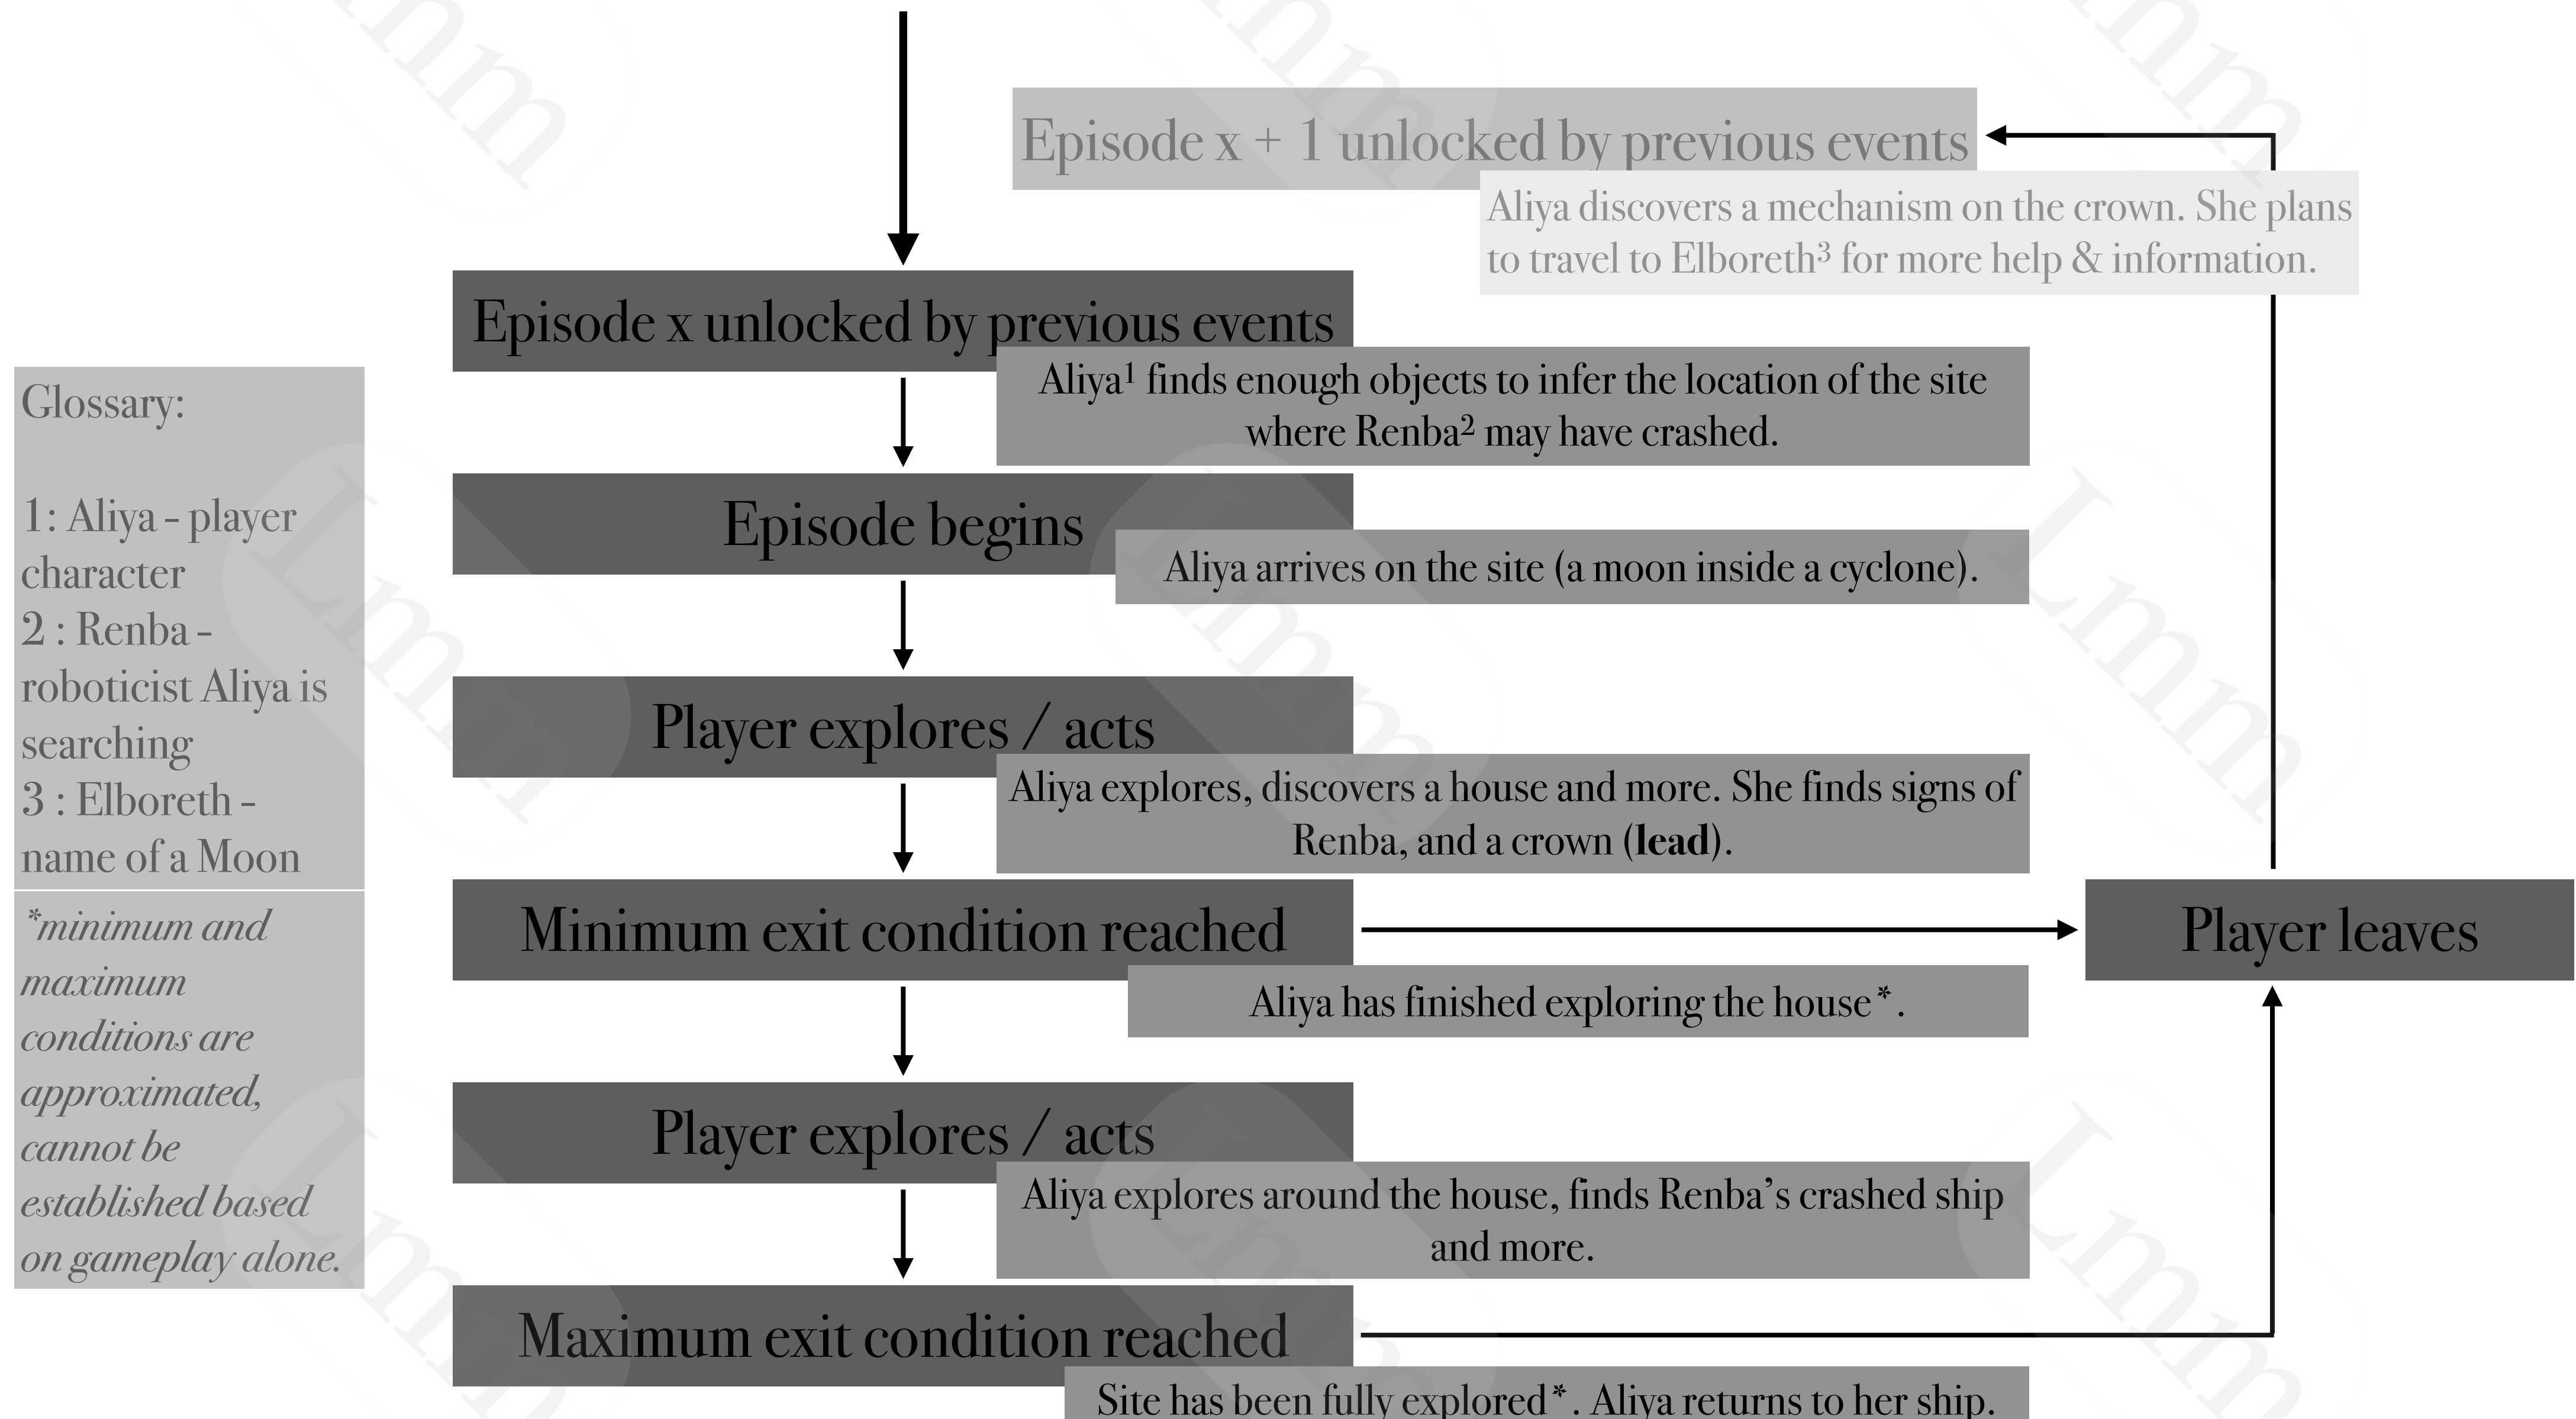 Episode x + 1 unlocked by previous events
Aliya discovers a mechanism on the crown. She plans
to travel to Elboreth³ for more help & information.
Episode x unlocked by previous events
Aliya¹ finds enough objects to infer the location of the site
where Renba² may have crashed.
Episode begins
Aliya arrives on the site (a moon inside a cyclone).
Player explores / acts
Aliya explores, discovers a house and more. She finds signs of
Renba, and a crown (lead).
Minimum exit condition reached
Player leaves
Aliya has finished exploring the house*.
Player explores / acts
Aliya explores around the house, finds Renba’s crashed ship
and more.
Maximum exit condition reached
Site has been fully explored*. Aliya returns to her ship.
Glossary:
1: Aliya - player
character
2 : Renba -
roboticist Aliya is
searching
3 : Elboreth -
name of a Moon
*minimum and
maximum
conditions are
approximated,
cannot be
established based
on gameplay alone.